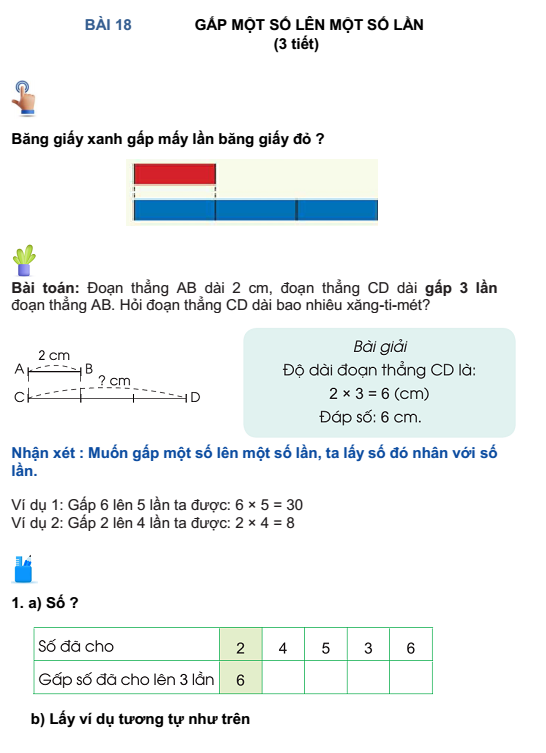 BÀI 18 GẤP MỘT SỐ LÊN MỘT SỐ LẦN
(3 tiết)
Băng giấy xanh gấp mấy lần băng giấy đỏ ?
Bài toán: Đoạn thẳng AB dài 2 cm, đoạn thẳng CD dài gấp 3 lần
đoạn thẳng AB. Hỏi đoạn thẳng CD dài bao nhiêu xăng-ti-mét?
2 cm
A B
? cm
C D
Bài giải
Độ dài đoạn thẳng CD là:
2 × 3 = 6 (cm)
Đáp số: 6 cm.
Nhận xét : Muốn gấp một số lên một số lần, ta lấy số đó nhân với số
lần.
Ví dụ 1: Gấp 6 lên 5 lần ta được: 6 × 5 = 30
Ví dụ 2: Gấp 2 lên 4 lần ta được: 2 × 4 = 8
1. a) Số ?
Số đã cho 2 4 5 3 6
Gấp số đã cho lên 3 lần 6
b) Lấy ví dụ tương tự như trên